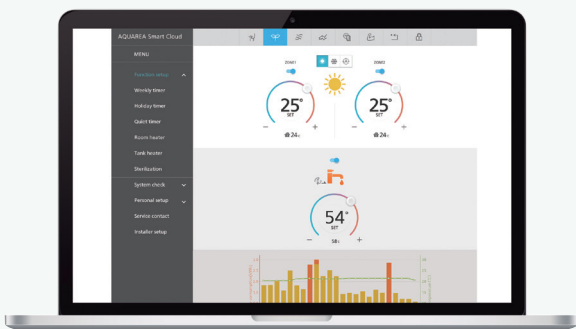 AQUAREA Smart Cloud
MENU
Function setup
Weekly timer
Holiday timer
Quiet timer
Room heater
Tank heater
Sterilization
System check
Personal setup
Service contact
Installer setup
ZONE1
ZONE2
25°
SET
- +
24
25°
SET
- +
24
54°
SET
- +
58